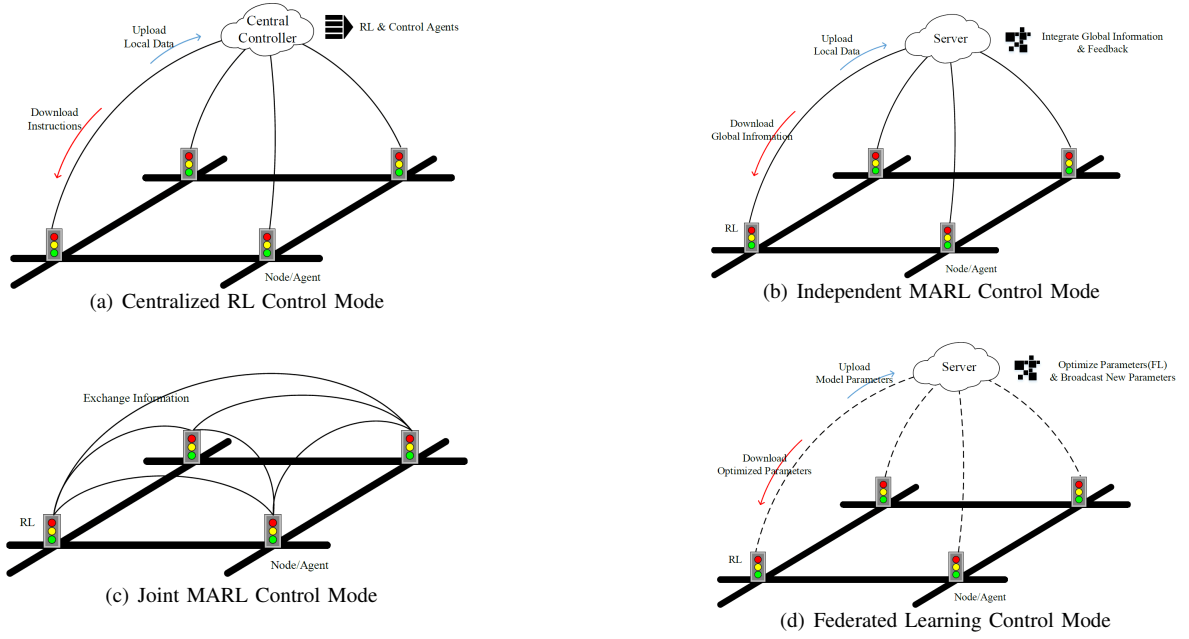 Upload
Local Data
Central
Controller
RL & Control Agents
Download
Instructions
Node/Agent
(a) Centralized RL Control Mode
Upload
Local Data
Server
Integrate Global Information
& Feedback
Download
Global Infromation
RL
Node/Agent
(b) Independent MARL Control Mode
Exchange Information
RL
Node/Agent
(c) Joint MARL Control Mode
Upload
Model Parameters
Server
Optimize Parameters(FL)
& Broadcast New Parameters
Download
Optimized Parameters
RL
Node/Agent
(d) Federated Learning Control Mode